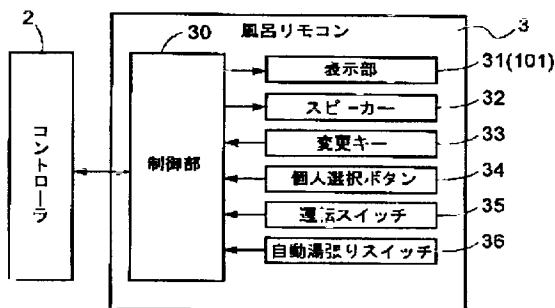 2
30
風呂リモコン
3
コントローラ
制御部
表示部
31(101)
スピーカー
32
変更キー
33
個人選択ボタン
34
運転スイッチ
35
自動湯張りスイッチ
36